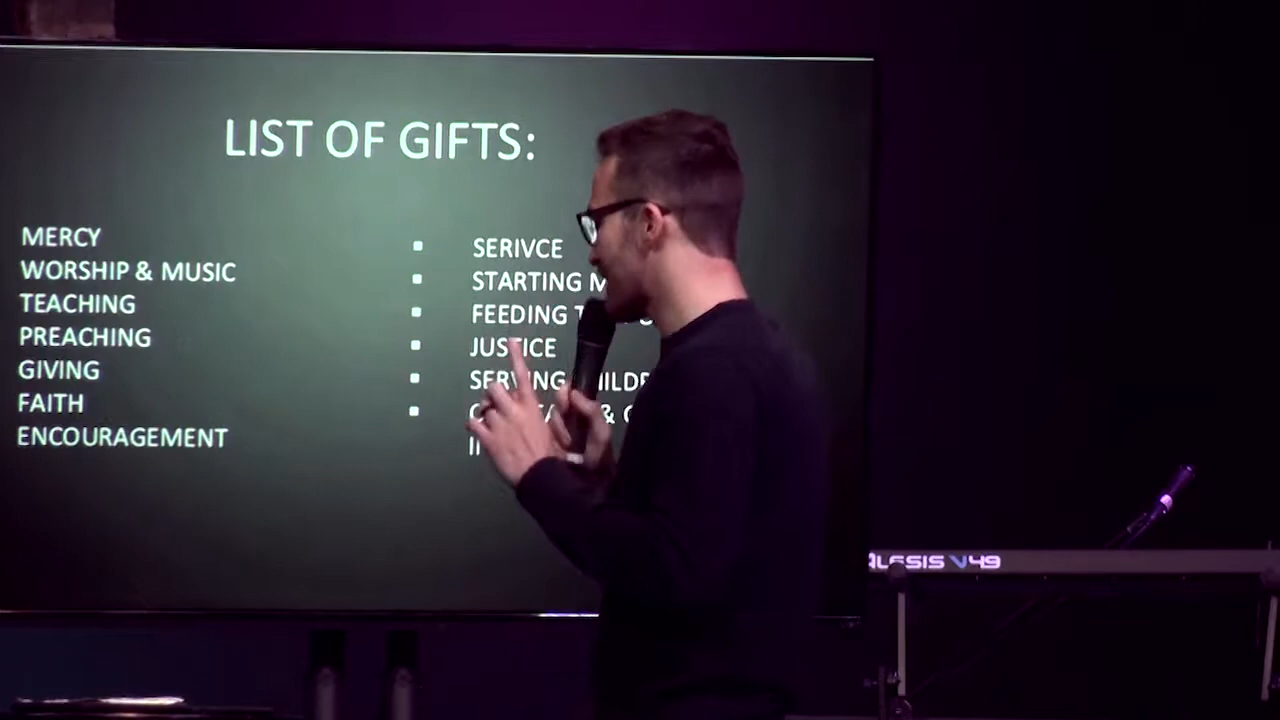 LIST OF GIFTS:
MERCY
WORSHIP & MUSIC
TEACHING
PREACHING
GIVING
FAITH
ENCOURAGEMENT
SERIVCE
STARTING
FEEDING
JUSTICE
SERVING
&
ALESIS V49